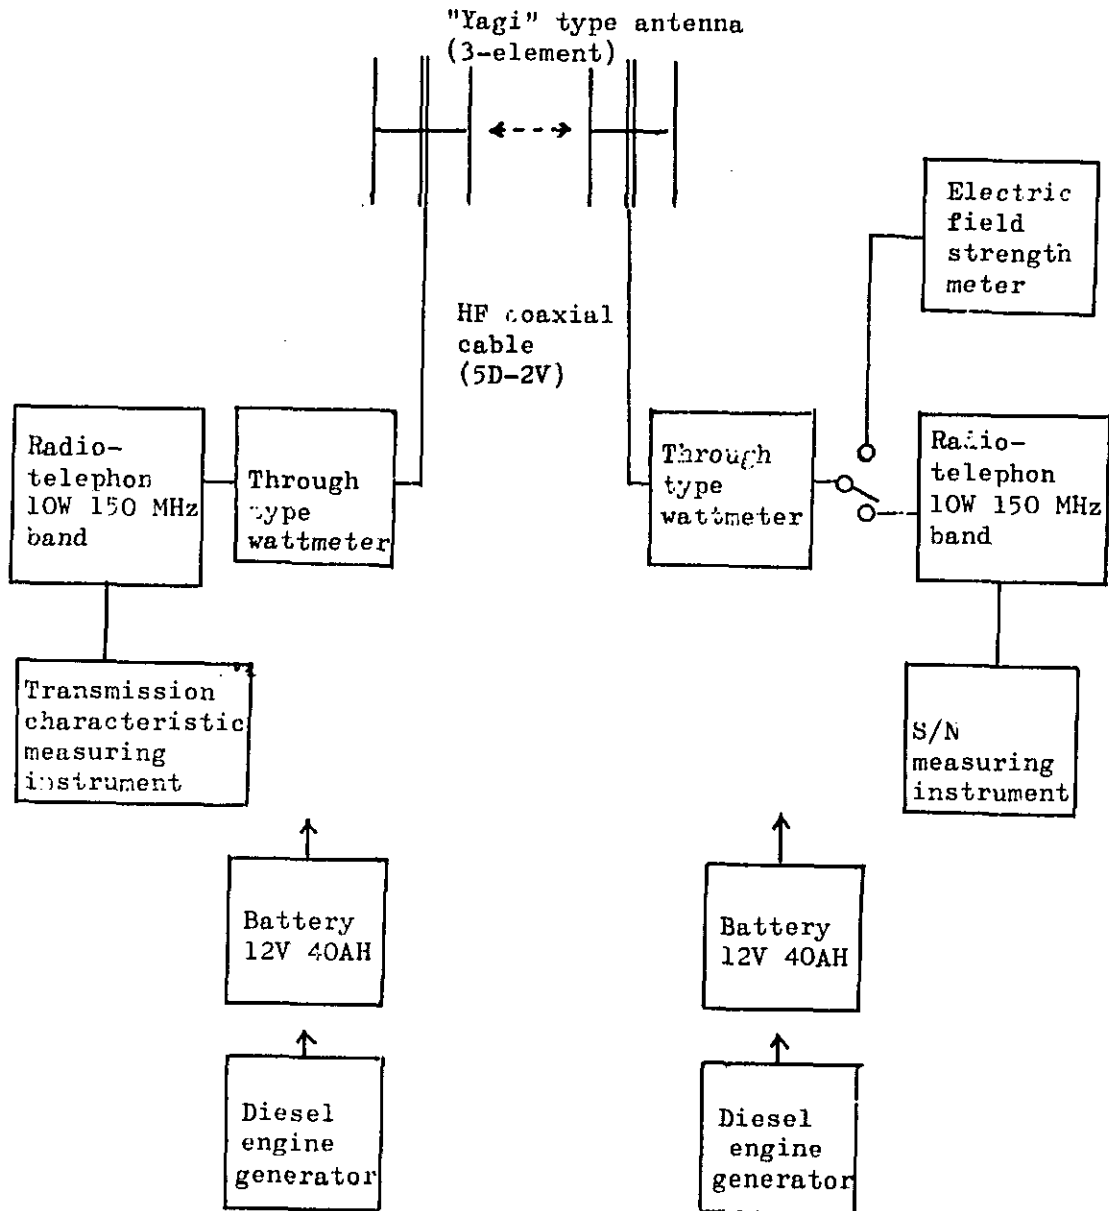 "Yagi" type antenna
(3-element)
Electric
field
strength
meter
HF coaxial
cable
(5D-2V)
Radio-
telephon
10W 150 MHz
band
Through
type
wattmeter
Through
type
wattmeter
Radio-
telephon
10W 150 MHz
band
Transmission
characteristic
measuring
instrument
S/N
measuring
instrument
Battery
12V 40AH
Battery
12V 40AH
Diesel
engine
generator
Diesel
engine
generator